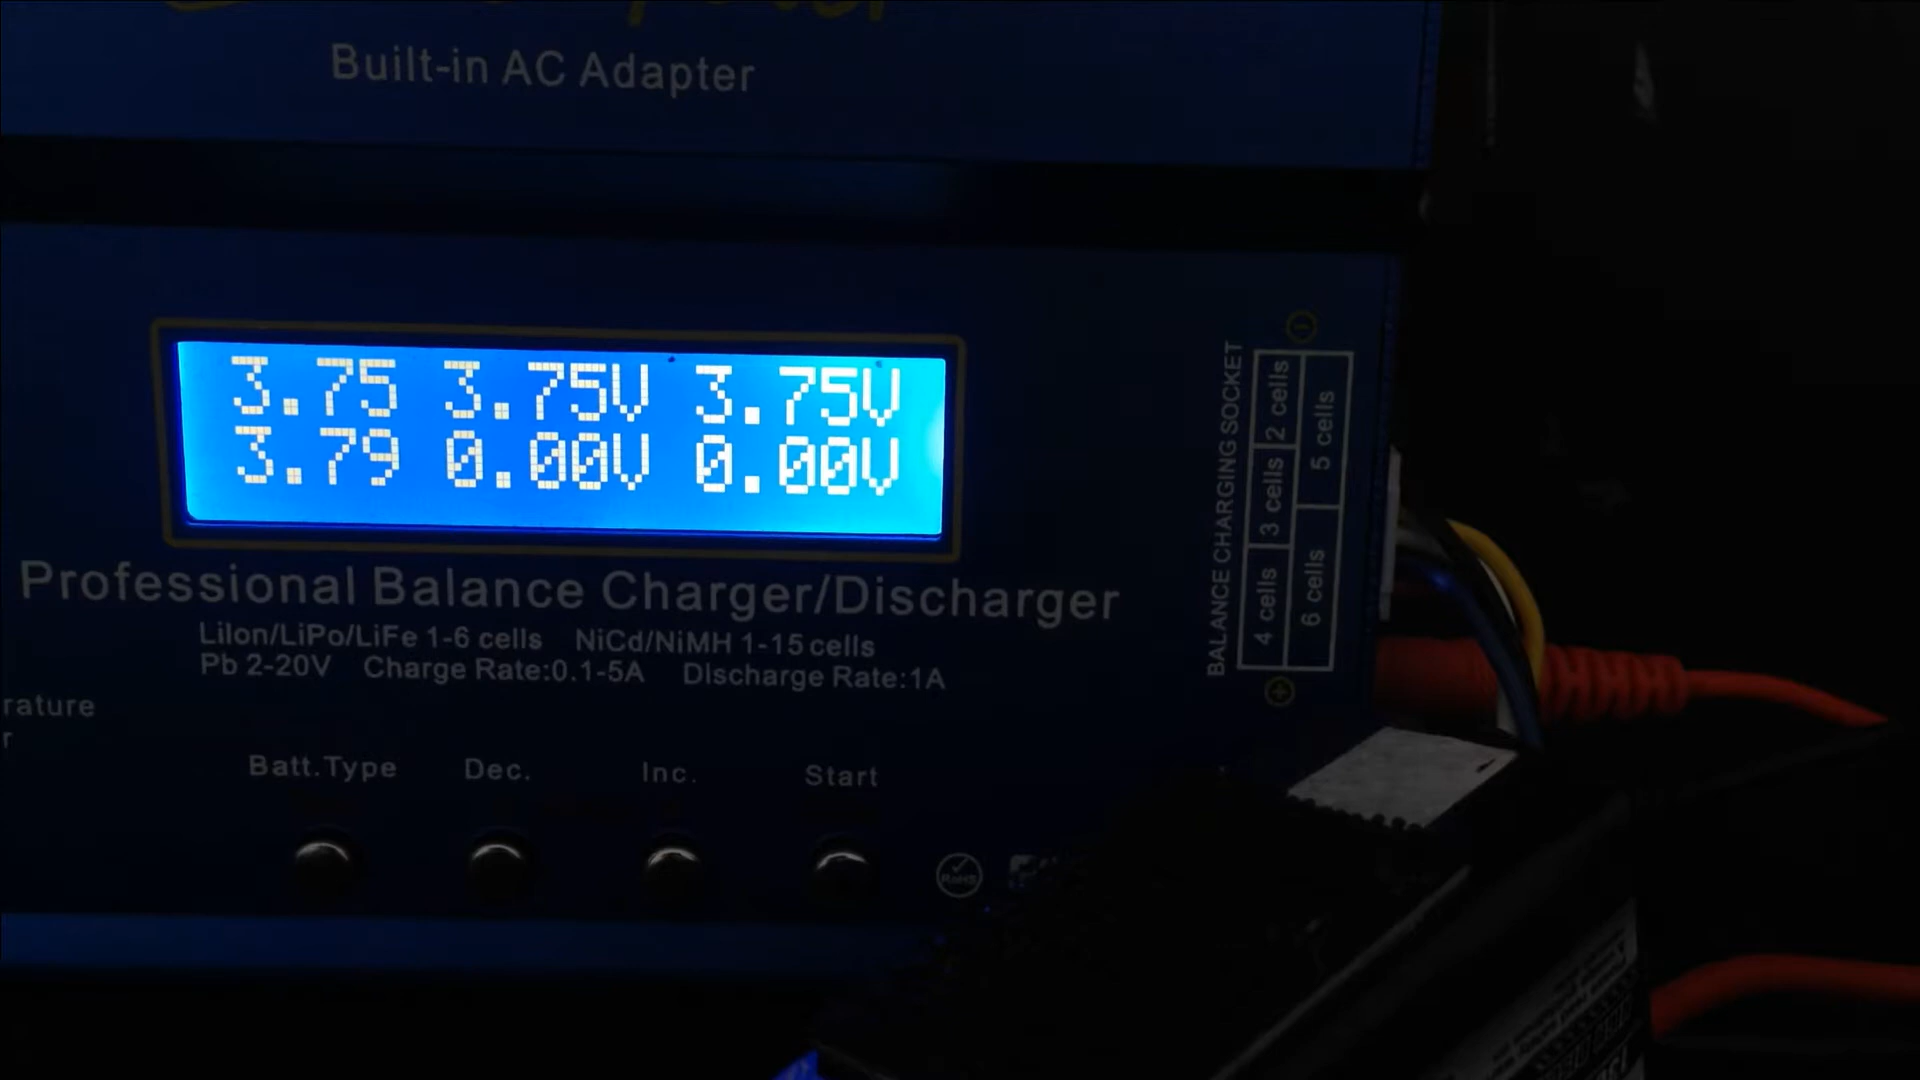 Built-in AC Adapter
3.75 3.75V 3.75V
3.79 0.00V 0.00V
Professional Balance Charger/Discharger
LiIon/LiPo/LiFe 1-6 cells NiCd/NiMH 1-15 cells
Pb 2-20V Charge Rate:0.1-5A Discharge Rate:1A
rature
r
Batt.Type Dec. Inc. Start
RoHS
BALANCE CHARGING SOCKET
4 cells 3 cells 2 cells
6 cells 5 cells